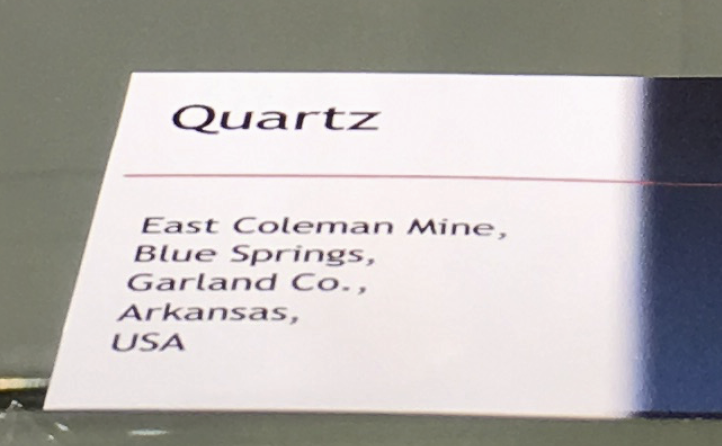 Quartz
East Coleman Mine,
Blue Springs,
Garland Co.,
Arkansas,
USA